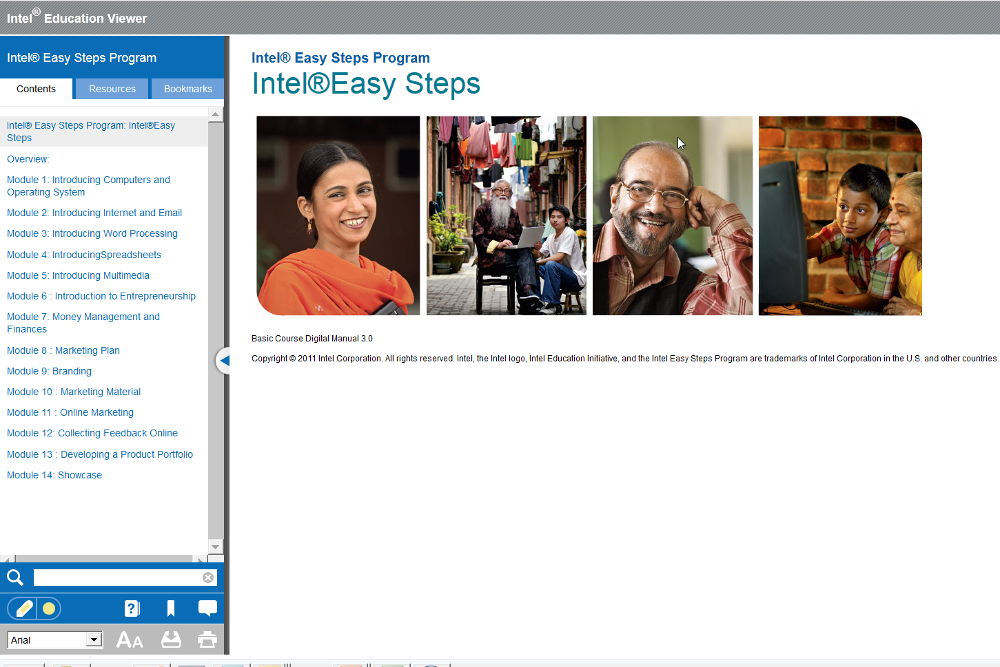 Intel® Education Viewer
Intel® Easy Steps Program
Contents
Resources
Bookmarks
Intel® Easy Steps Program: Intel®Easy
Steps
Overview:
Module 1: Introducing Computers and
Operating System
Module 2: Introducing Internet and Email
Module 3: Introducing Word Processing
Module 4: IntroducingSpreadsheets
Module 5: Introducing Multimedia
Module 6 : Introduction to Entrepreneurship
Module 7: Money Management and
Finances
Module 8 : Marketing Plan
Module 9: Branding
Module 10 : Marketing Material
Module 11 : Online Marketing
Module 12: Collecting Feedback Online
Module 13 : Developing a Product Portfolio
Module 14: Showcase
?
Arial
AA
Intel® Easy Steps Program
Intel®Easy Steps
Basic Course Digital Manual 3.0
Copyright © 2011 Intel Corporation. All rights reserved. Intel, the Intel logo, Intel Education Initiative, and the Intel Easy Steps Program are trademarks of Intel Corporation in the U.S. and other countries.